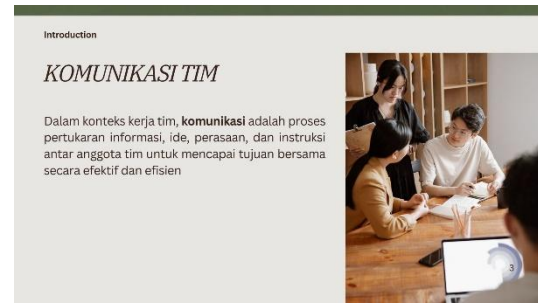 Introduction
KOMUNIKASI TIM
Dalam konteks kerja tim, komunikasi adalah proses
pertukaran informasi, ide, perasaan, dan instruksi
antar anggota tim untuk mencapai tujuan bersama
secara efektif dan efisien
3